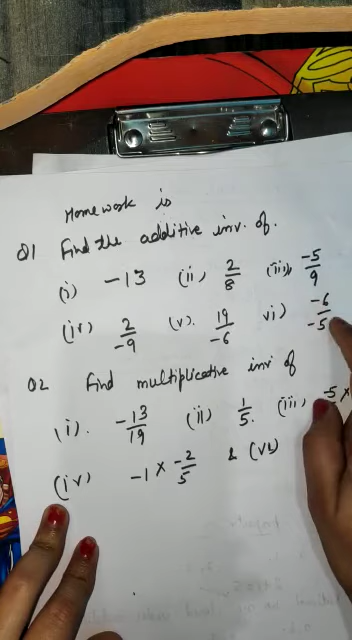 Homework is
Q1 Find the additive inv. of.
(i) -13 (ii) 2/8 (iii) -5/9
(iv) 2/-9 (v). 19/-6 vi) -6/-5
Q2 Find multiplicative inv of
(i). -13/19 (ii) 1/5. (iii) -5 ×
(iv) -1 × -2/5 & (vi)